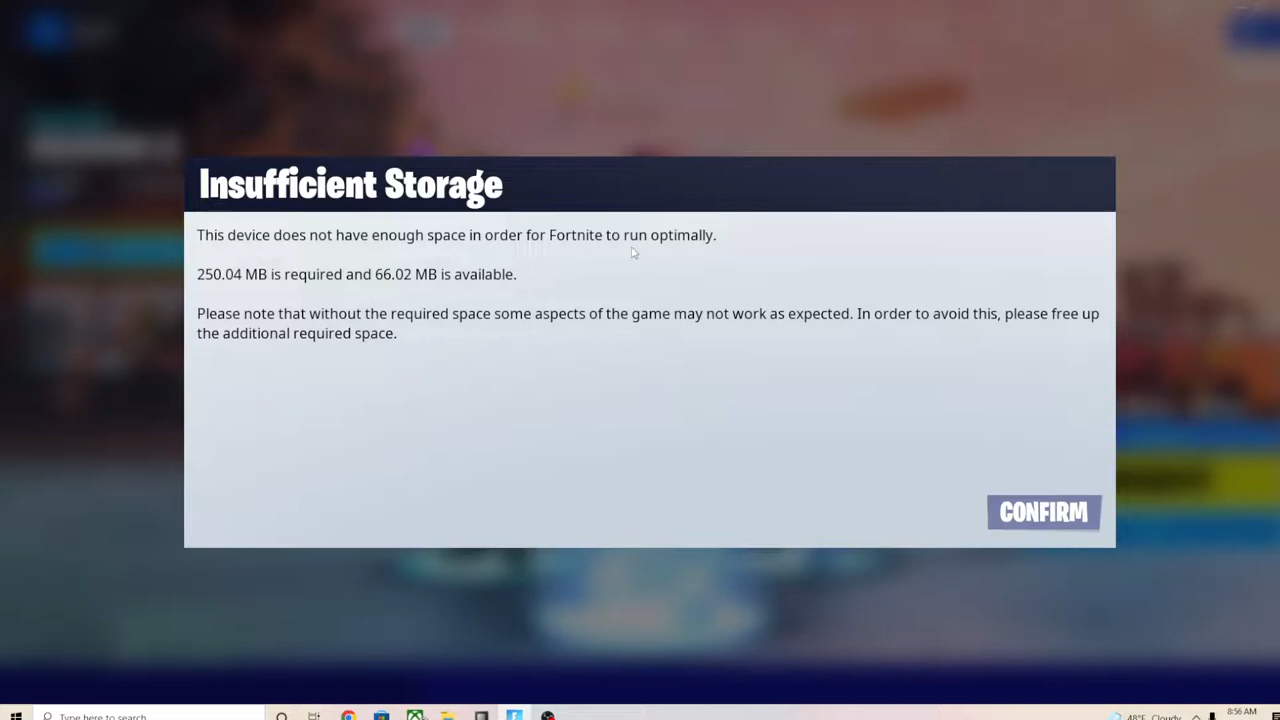 Insufficient Storage
This device does not have enough space in order for Fortnite to run optimally.
250.04 MB is required and 66.02 MB is available.
Please note that without the required space some aspects of the game may not work as expected. In order to avoid this, please free up
the additional required space.
CONFIRM
8:56 AM
Type here to search
48°F Cloudy